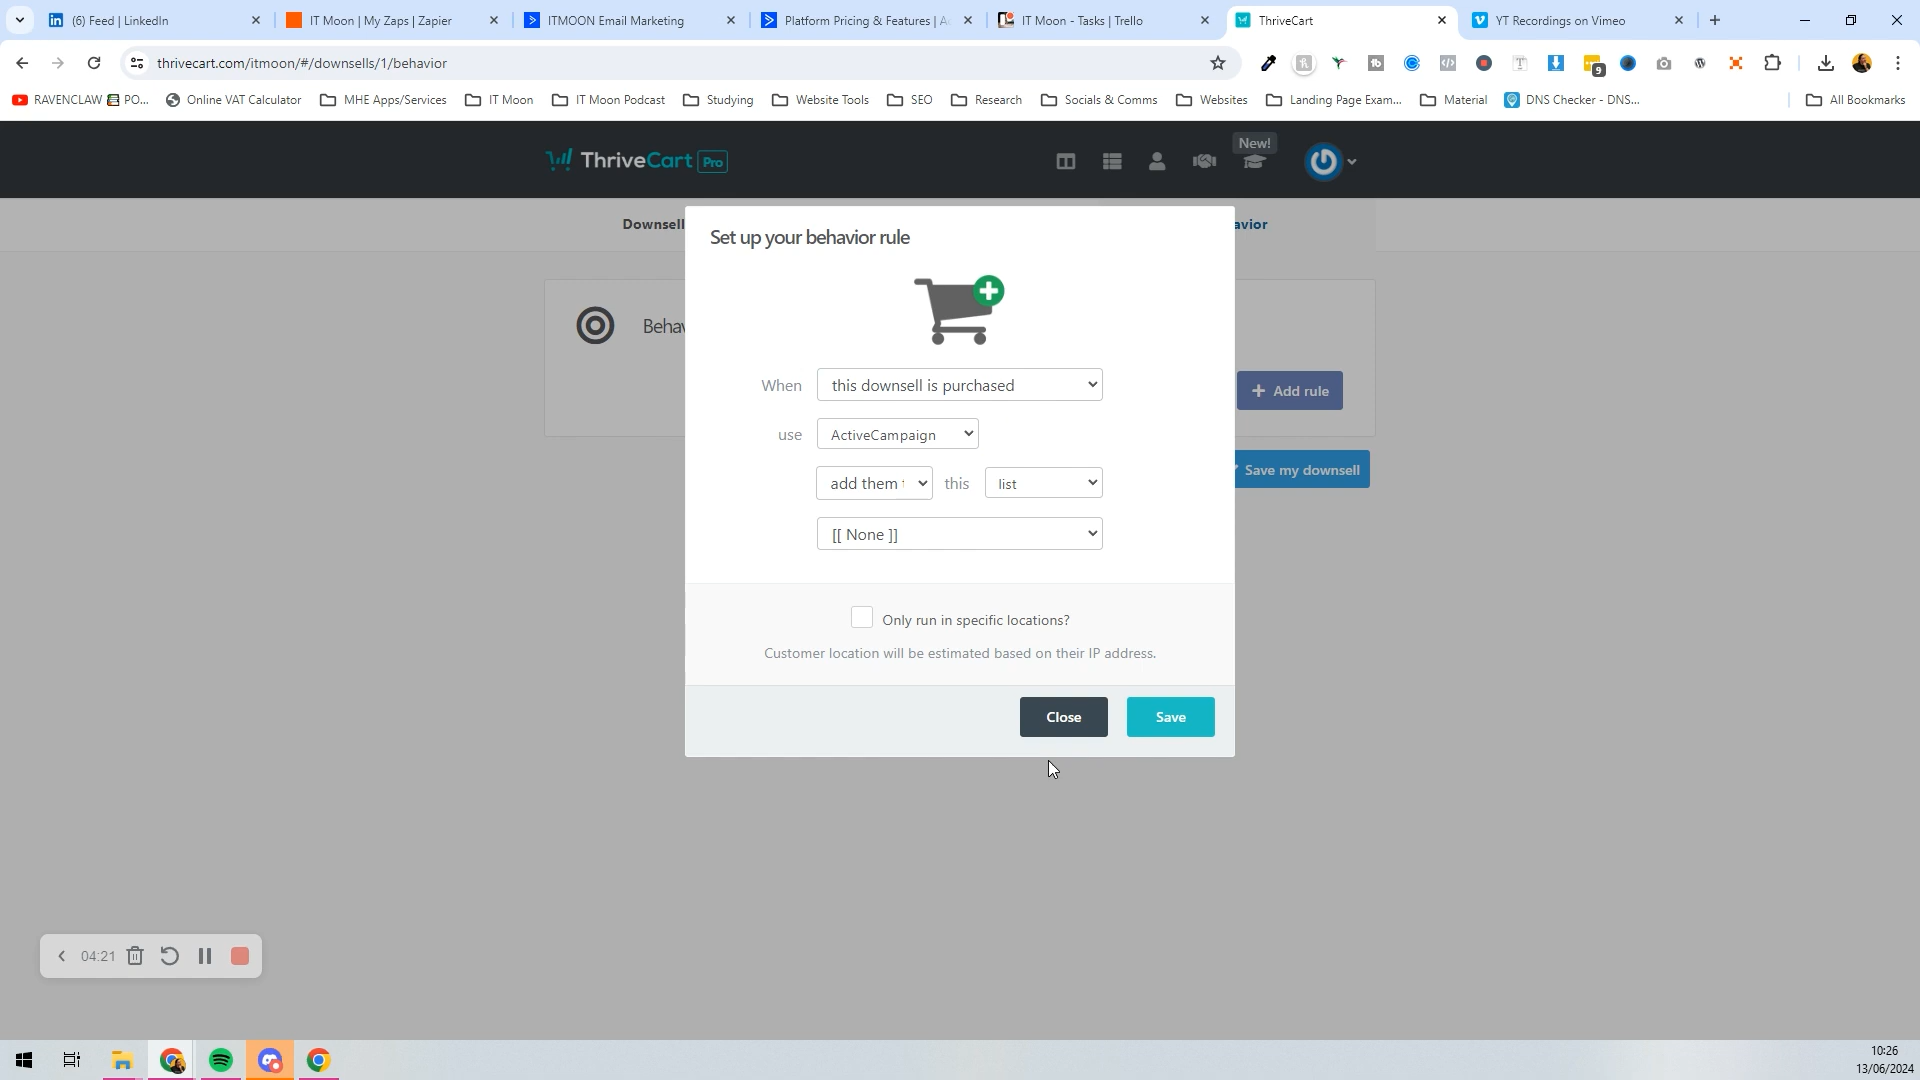 (6) Feed | LinkedIn
IT Moon | My Zaps | Zapier
ITMOON Email Marketing
Platform Pricing & Features | A
IT Moon - Tasks | Trello
ThriveCart
YT Recordings on Vimeo
thrivecart.com/itmoon/#/downsells/1/behavior
9
RAVENCLAW
PO...
Online VAT Calculator
MHE Apps/Services
IT Moon
IT Moon Podcast
Studying
Website Tools
SEO
Research
Socials & Comms
Websites
Landing Page Exam...
Material
DNS Checker - DNS...
All Bookmarks
ThriveCart Pro
New!
Downsell
avior
Set up your behavior rule
Behav
When this downsell is purchased
Add rule
use ActiveCampaign
Save my downsell
add them t this list
[[ None ]]
Only run in specific locations?
Customer location will be estimated based on their IP address.
Close Save
04:21
10:26
13/06/2024